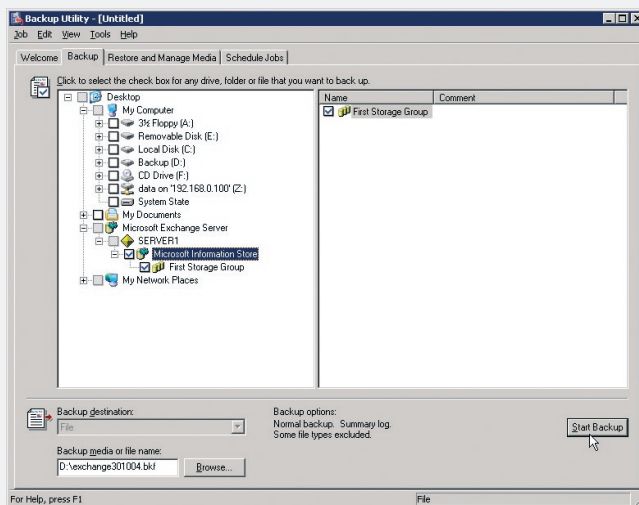 Backup Utility - [Untitled]
Job Edit View Tools Help
Welcome Backup Restore and Manage Media Schedule Jobs
Click to select the check box for any drive, folder or file that you want to back up.
Desktop
My Computer
3½ Floppy (A:)
Removable Disk (E:)
Local Disk (C:)
Backup (D:)
CD Drive (F:)
data on '192.168.0.100' (Z:)
System State
My Documents
Microsoft Exchange Server
SERVER1
Microsoft Information Store
First Storage Group
My Network Places
Name Comment
First Storage Group
Backup destination:
File
Backup media or file name:
D:\exchange301004.bkf
Browse...
Backup options:
Normal backup. Summary log.
Some file types excluded.
Start Backup
For Help, press F1
File